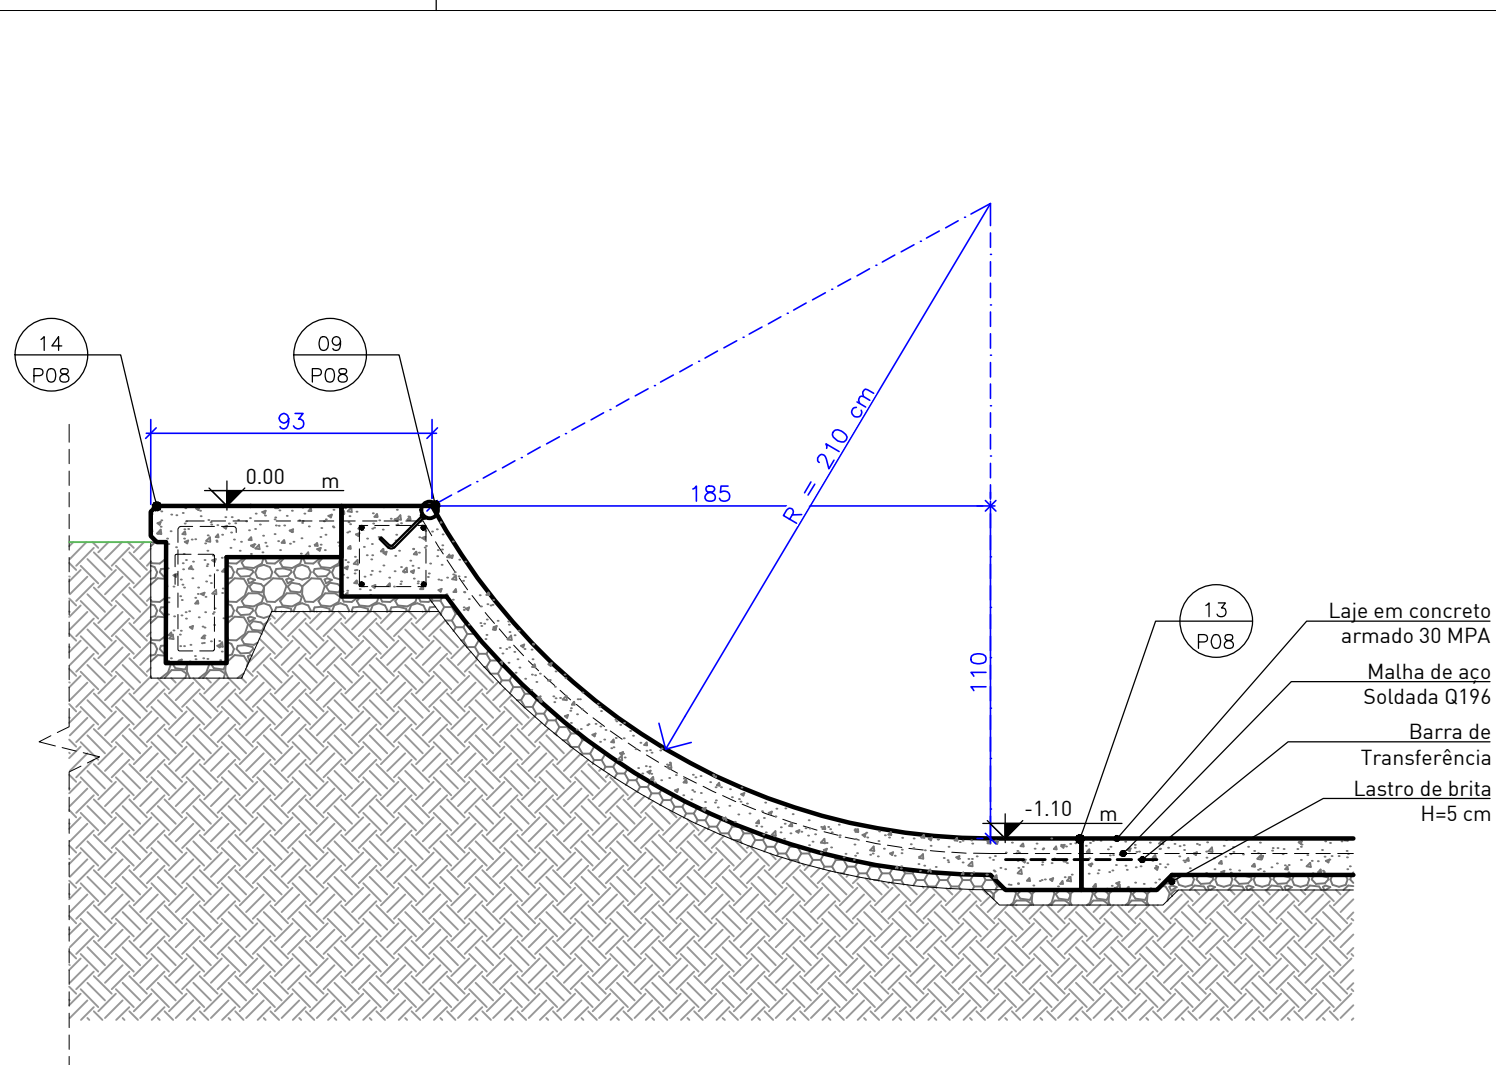 14
P08
09
P08
93
0.00 m
185
R = 210 cm
110
13
P08
Laje em concreto
armado 30 MPA
Malha de aço
Soldada Q196
Barra de
Transferência
Lastro de brita
H=5 cm
-1.10 m